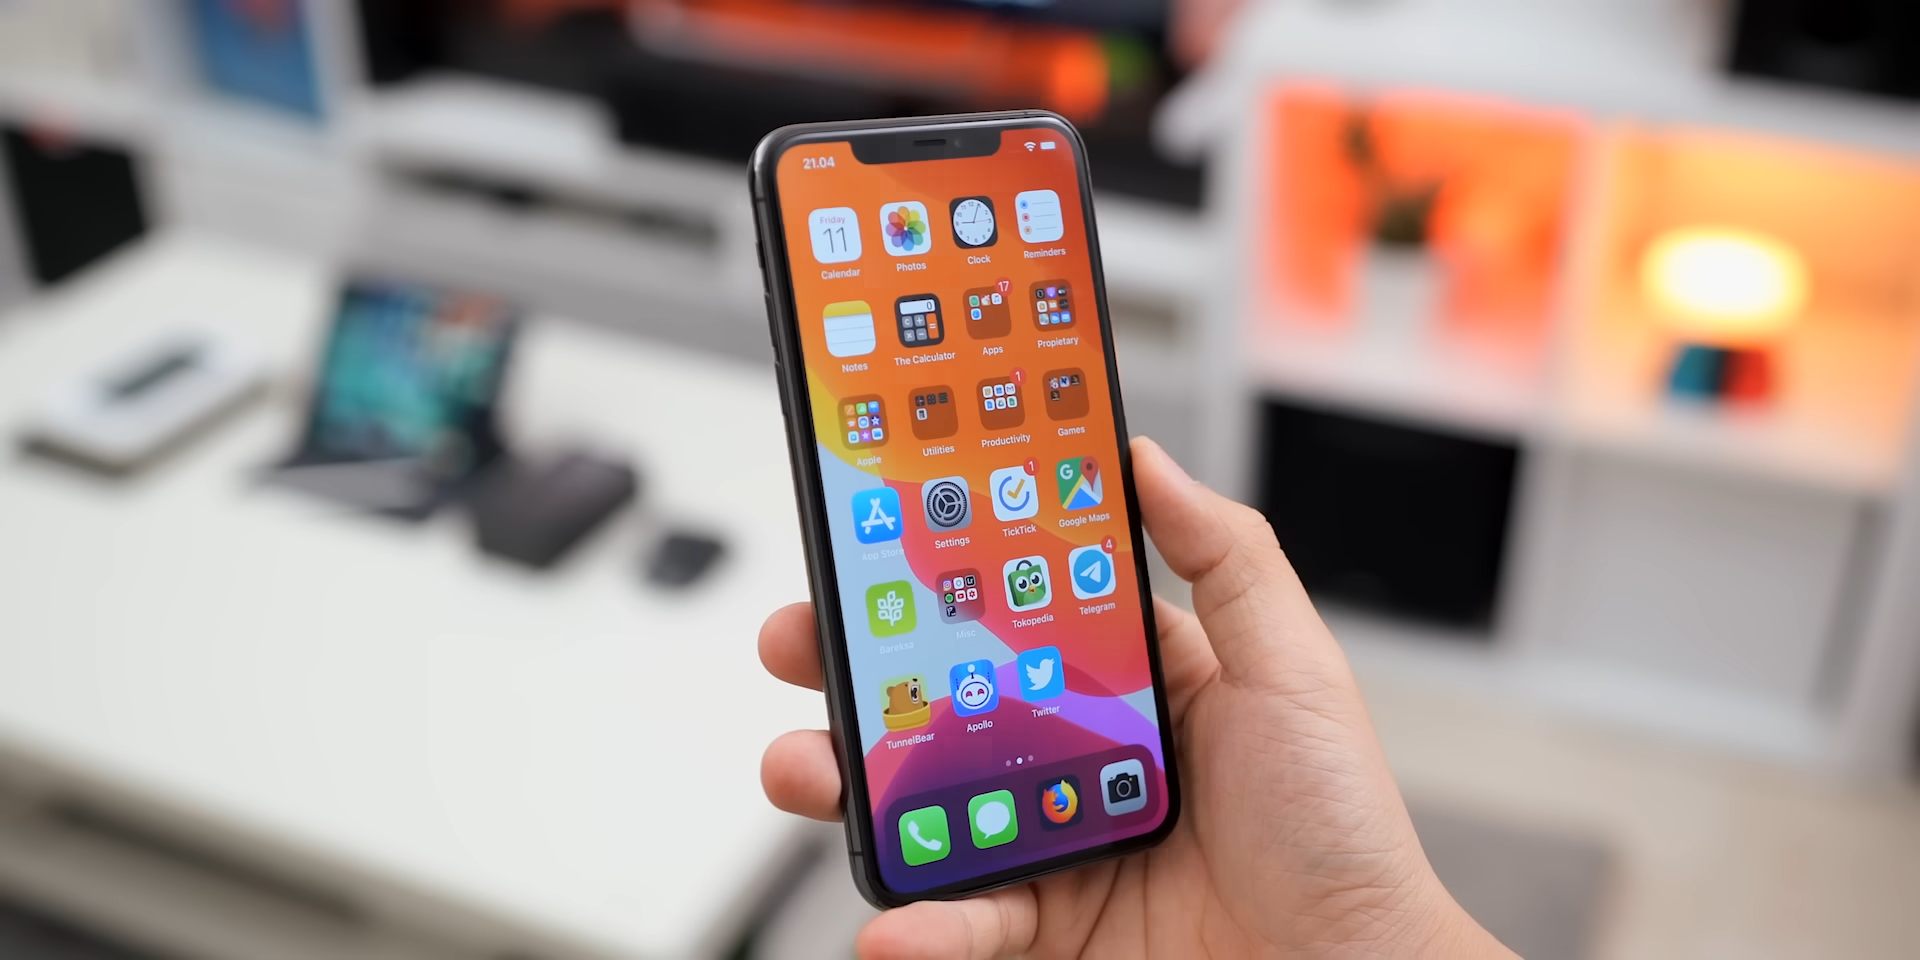 21.04
Friday
11
Calendar
Photos
Clock
Reminders
Notes
0
The Calculator
17
Apps
Propietary
Apple
Utilities
1
Productivity
Games
App Store
Settings
1
TickTick
G
Google Maps
Bareksa
Misc
Tokopedia
4
Telegram
TunnelBear
Apollo
Twitter